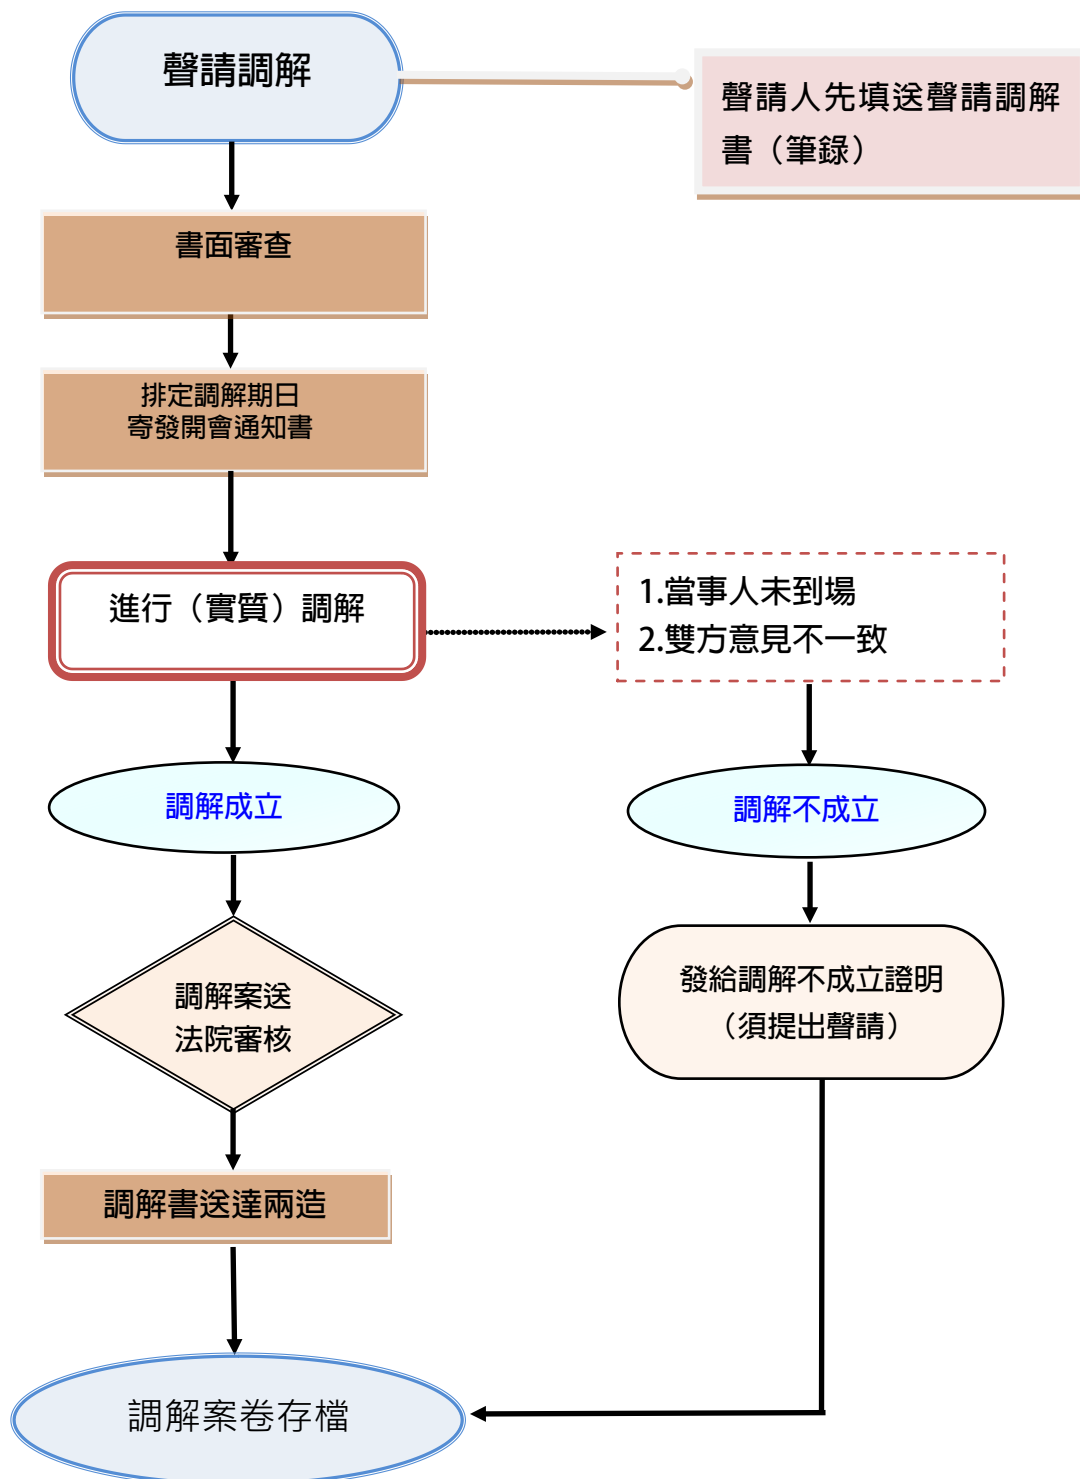 聲請調解
聲請人先填送聲請調解
書（筆錄）
書面審查
排定調解期日
寄發開會通知書
進行（實質）調解
1.當事人未到場
2.雙方意見不一致
調解成立
調解不成立
調解案送
法院審核
發給調解不成立證明
（須提出聲請）
調解書送達兩造
調解案卷存檔